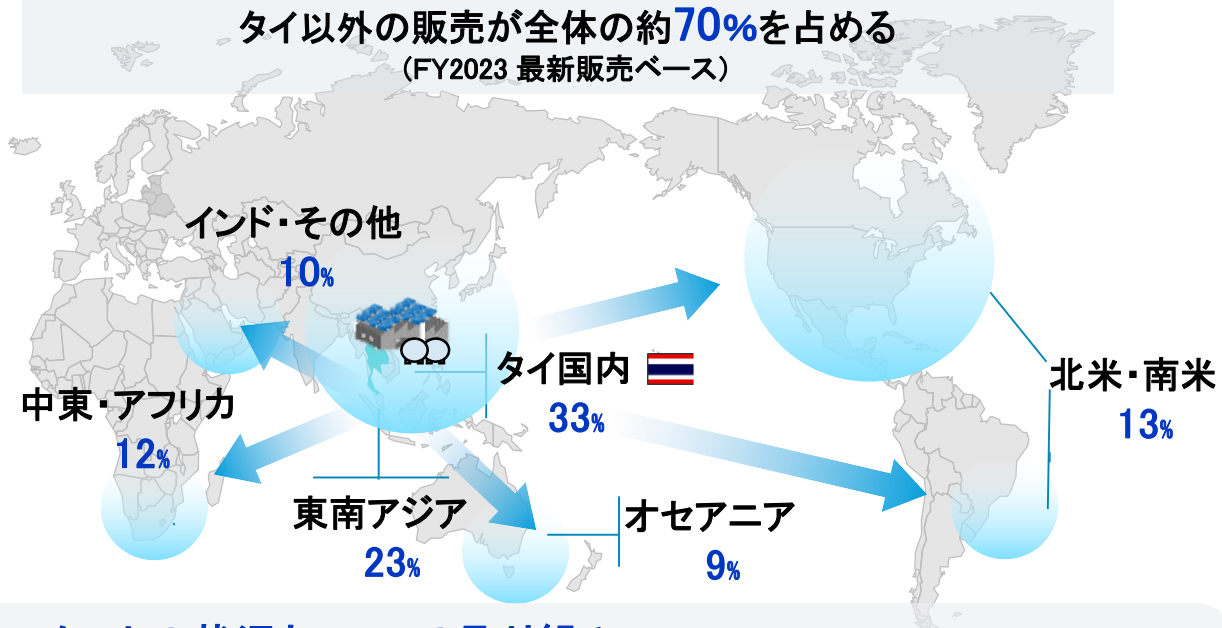 タイ以外の販売が全体の約70%を占める
（FY2023 最新販売ベース）
インド・その他
10%
タイ国内
33%
北米・南米
13%
中東・アフリカ
12%
東南アジア
23%
オセアニア
9%